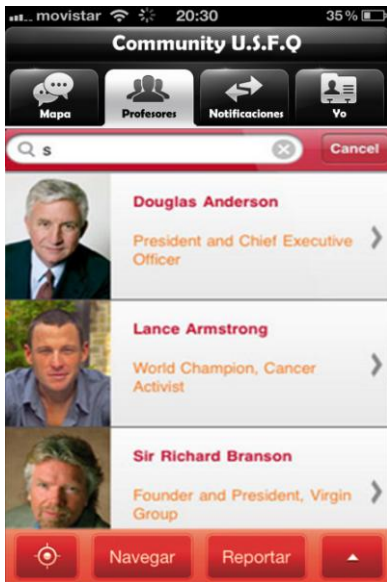 movistar 20:30 35%
Community U.S.F.Q
Mapa Profesores Notificaciones Yo
s Cancel
Douglas Anderson
President and Chief Executive
Officer
Lance Armstrong
World Champion, Cancer
Activist
Sir Richard Branson
Founder and President, Virgin
Group
Navegar Reportar